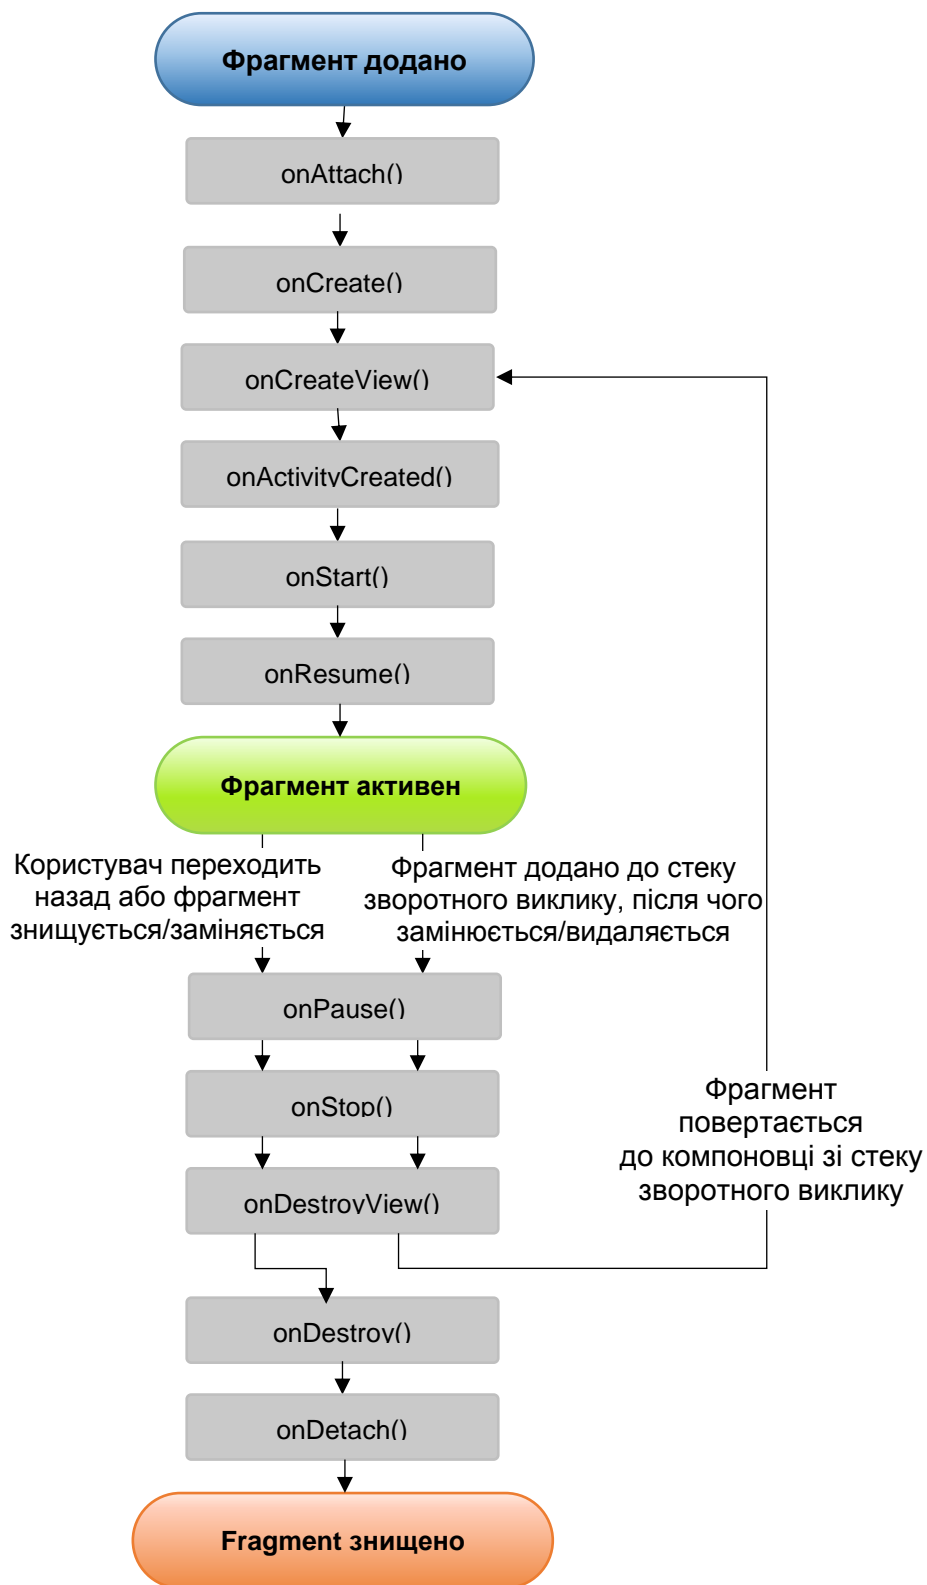 Фрагмент додано
onAttach()
onCreate()
onCreateView()
onActivityCreated()
onStart()
onResume()
Фрагмент активен
Користувач переходить
назад або фрагмент
знищується/заміняється
Фрагмент додано до стеку
зворотного виклику, після чого
замінюється/видаляється
onPause()
onStop()
onDestroyView()
Фрагмент
повертається
до компоновці зі стеку
зворотного виклику
onDestroy()
onDetach()
Fragment знищено